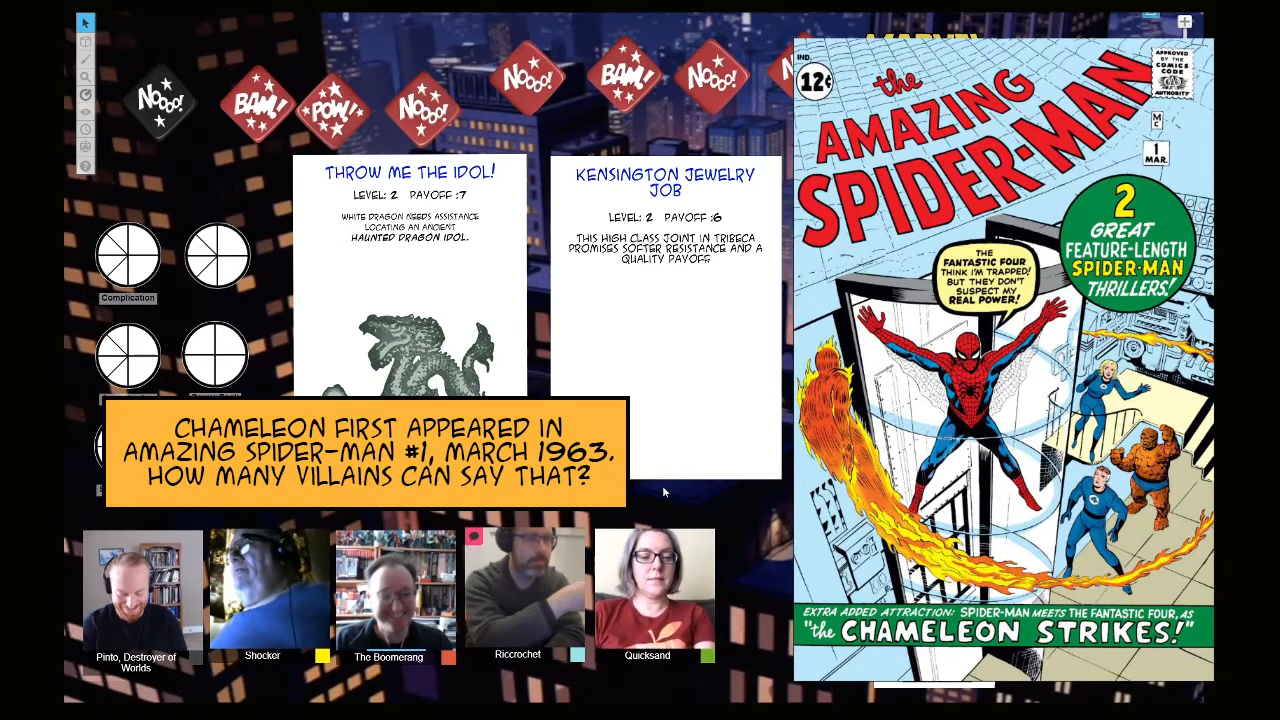 NOOO!
BAM!
POW!
NOOO!
NOOO!
BAM!
NOOO!
THROW ME THE IDOL!
LEVEL: 2 PAYOFF :7
WHITE DRAGON NEEDS ASSISTANCE
LOCATING AN ANCIENT
HAUNTED DRAGON IDOL.
KENSINGTON JEWELRY
JOB
LEVEL: 2 PAYOFF :6
THIS HIGH CLASS JOINT IN TRIBECA
PROMISES SOFTER RESISTANCE AND A
QUALITY PAYOFF
Complication
CHAMELEON FIRST APPEARED IN
AMAZING SPIDER-MAN #1, MARCH 1963.
HOW MANY VILLAINS CAN SAY THAT?
IND.
12¢
the
AMAZING
SPIDER-MAN
APPROVED
BY THE
COMICS
CODE
AUTHORITY
MC
1
MAR.
2
GREAT
FEATURE-LENGTH
SPIDER-MAN
THRILLERS!
THE
FANTASTIC FOUR
THINK I'M TRAPPED!
BUT THEY DON'T
SUSPECT MY
REAL POWER!
EXTRA ADDED ATTRACTION: SPIDER-MAN MEETS THE FANTASTIC FOUR, AS
"the CHAMELEON STRIKES!"
Pinto, Destroyer of
Worlds
Shocker
The Boomerang
Riccrochet
Quicksand